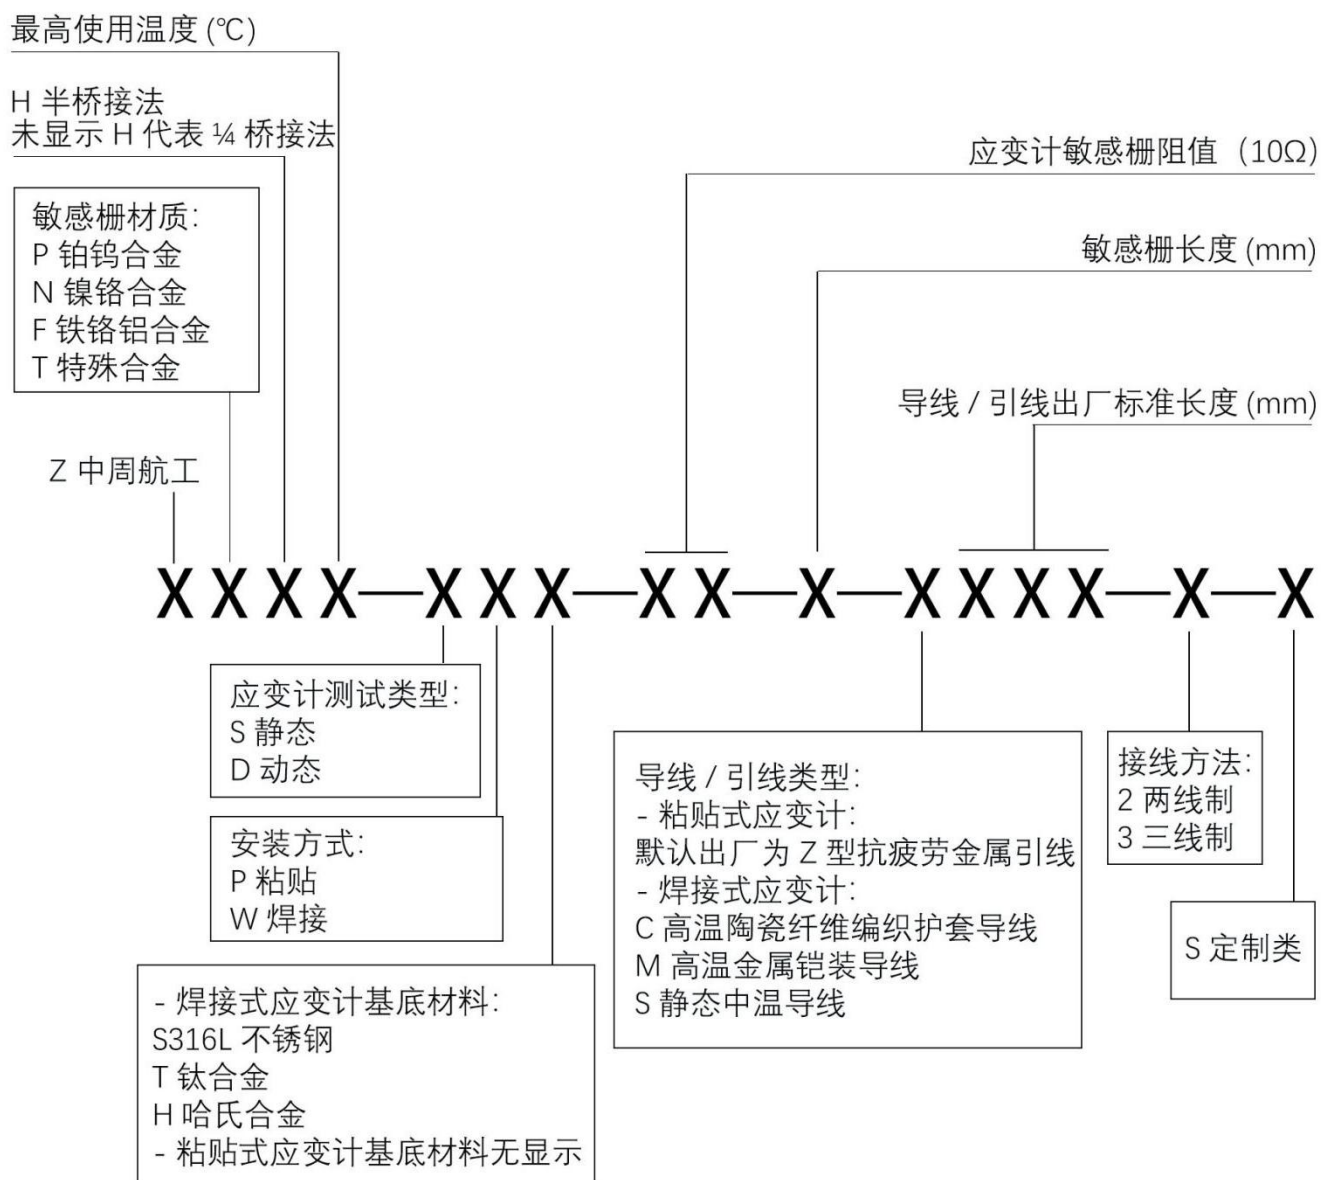 最高使用温度 (℃)
H 半桥接法
未显示 H 代表 ¼ 桥接法
敏感栅材质：
P 铂钨合金
N 镍铬合金
F 铁铬铝合金
T 特殊合金
Z 中周航工
应变计敏感栅阻值（10Ω）
敏感栅长度 (mm)
导线 / 引线出厂标准长度 (mm)
XXXX—XXX—XX—X—XXXX—X—X
应变计测试类型：
S 静态
D 动态
安装方式：
P 粘贴
W 焊接
- 焊接式应变计基底材料：
S316L 不锈钢
T 钛合金
H 哈氏合金
- 粘贴式应变计基底材料无显示
导线 / 引线类型：
- 粘贴式应变计：
默认出厂为 Z 型抗疲劳金属引线
- 焊接式应变计：
C 高温陶瓷纤维编织护套导线
M 高温金属铠装导线
S 静态中温导线
接线方法：
2 两线制
3 三线制
S 定制类